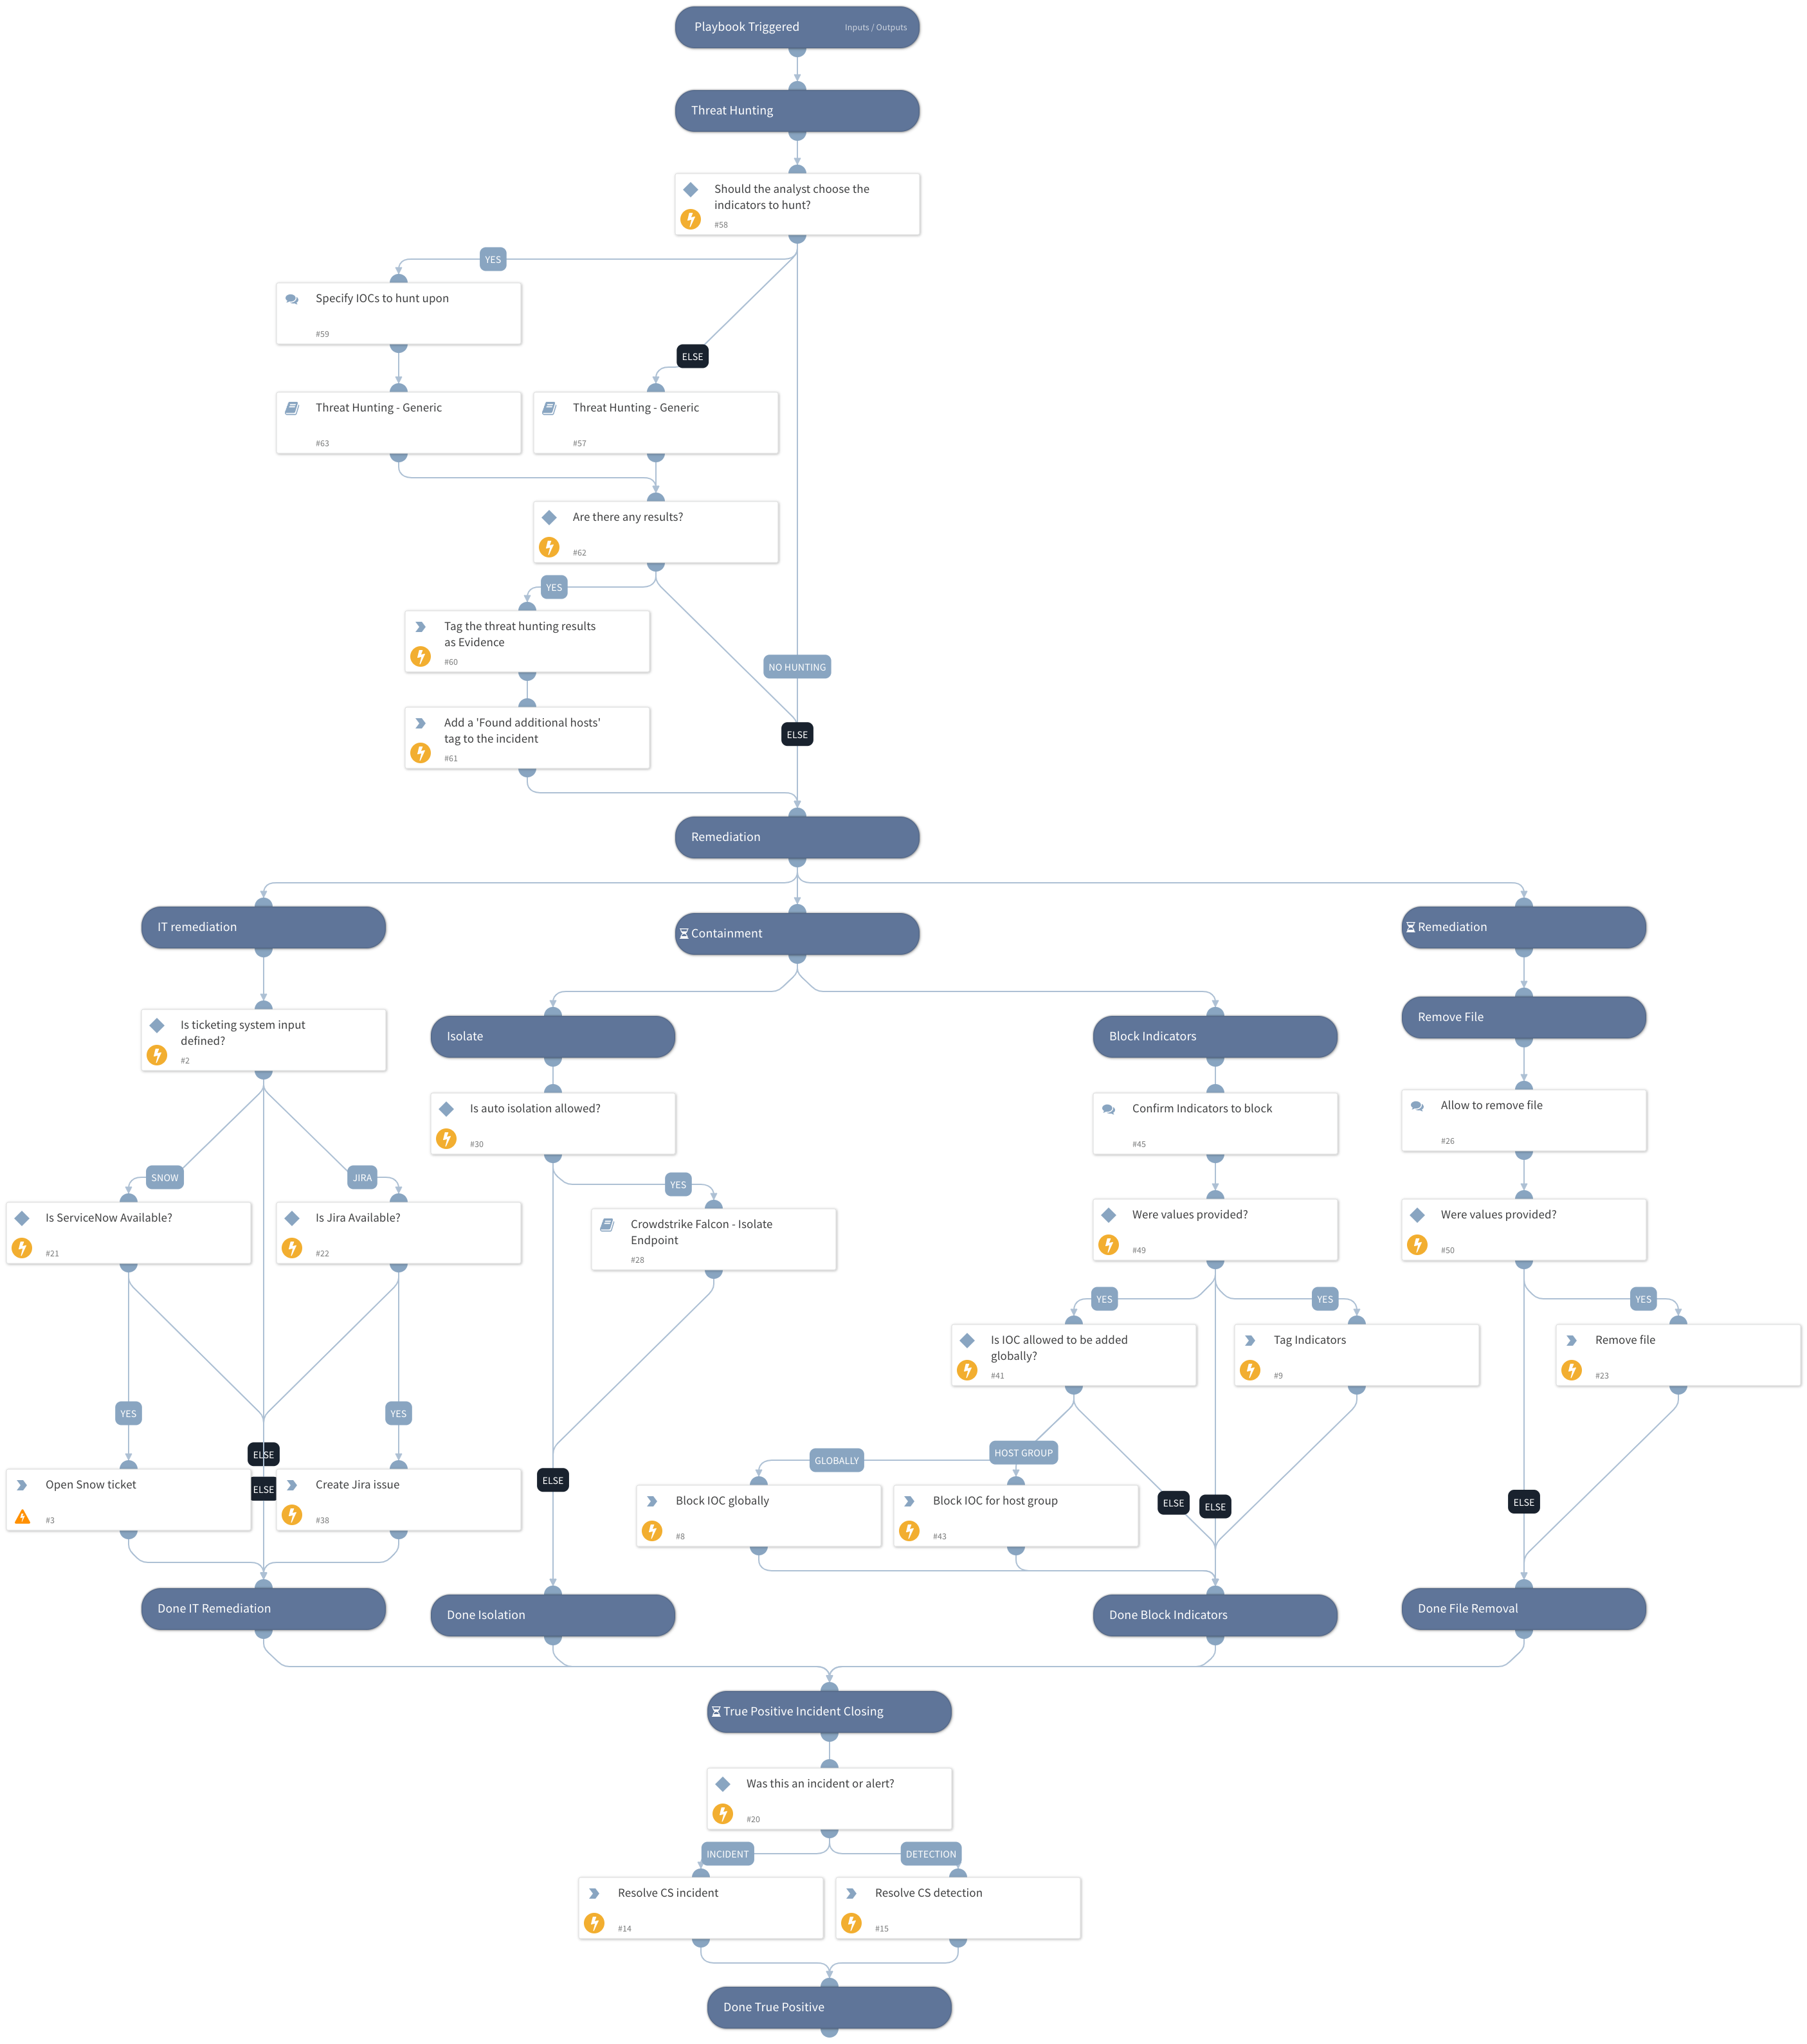 Playbook Triggered
Inputs / Outputs
Threat Hunting
Should the analyst choose the
indicators to hunt?
#58
YES
Specify IOCs to hunt upon
#59
ELSE
Threat Hunting - Generic
#63
Threat Hunting - Generic
#57
Are there any results?
#62
YES
Tag the threat hunting results
as Evidence
#60
NO HUNTING
Add a 'Found additional hosts'
tag to the incident
#61
ELSE
Remediation
IT remediation
Containment
Remediation
Is ticketing system input
defined?
#2
Isolate
Block Indicators
Remove File
Is auto isolation allowed?
#30
Confirm Indicators to block
#45
Allow to remove file
#26
SNOW
JIRA
YES
Is ServiceNow Available?
#21
Is Jira Available?
#22
Crowdstrike Falcon - Isolate
Endpoint
#28
Were values provided?
#49
Were values provided?
#50
YES
YES
YES
Is IOC allowed to be added
globally?
#41
Tag Indicators
#9
Remove file
#23
YES
YES
ELSE
GLOBALLY
HOST GROUP
Open Snow ticket
#3
ELSE
Create Jira issue
#38
ELSE
Block IOC globally
#8
Block IOC for host group
#43
ELSE
ELSE
ELSE
Done IT Remediation
Done Isolation
Done Block Indicators
Done File Removal
True Positive Incident Closing
Was this an incident or alert?
#20
INCIDENT
DETECTION
Resolve CS incident
#14
Resolve CS detection
#15
Done True Positive